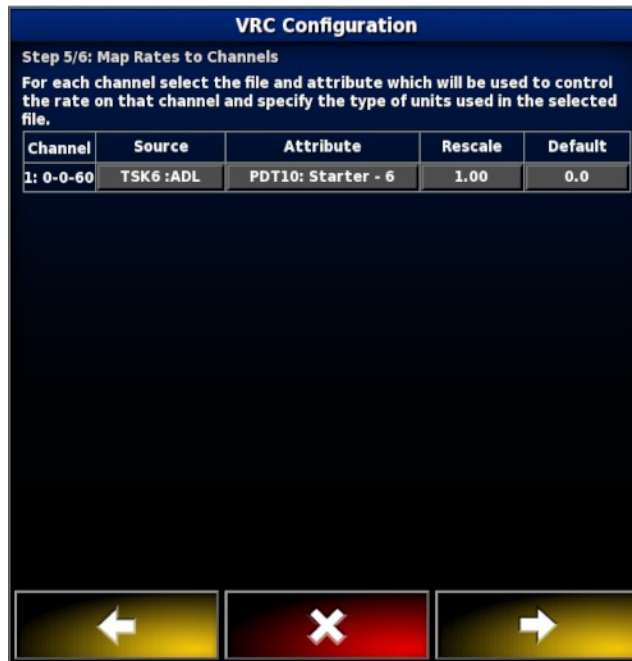 VRC Configuration
Step 5/6: Map Rates to Channels
For each channel select the file and attribute which will be used to control
the rate on that channel and specify the type of units used in the selected
file.
Channel Source Attribute Rescale Default
1: 0-0-60 TSK6 :ADL PDT10: Starter - 6 1.00 0.0